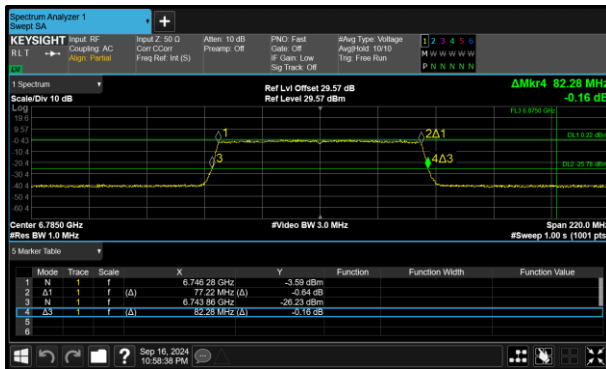 Spectrum Analyzer 1
Swept SA
KEYSIGHT Input: RF Input Z: 50 Ω Atten: 10 dB PNO: Fast #Avg Type: Voltage 1 2 3 4 5 6
R L T Coupling: AC Corr CCorr Preamp: Off Gate: Off Avg|Hold: 10/10 M W W W W W
Align: Partial Freq Ref: Int (S) IF Gain: Low Trig: Free Run
Sig Track: Off P N N N N N
1 Spectrum Ref Lvl Offset 29.57 dB ΔMkr4 82.28 MHz
Scale/Div 10 dB Ref Level 29.57 dBm -0.16 dB
Log FL3 6.8750 GHz
19.6
9.57 1 2Δ1 DL1 0.22 dBm
-0.43
-10.4 3 4Δ3
-20.4 DL2 -25.78 dBm
-30.4
-40.4
-50.4
-60.4
Center 6.7850 GHz #Video BW 3.0 MHz Span 220.0 MHz
#Res BW 1.0 MHz #Sweep 1.00 s (1001 pts)
5 Marker Table
Mode Trace Scale X Y Function Function Width Function Value
1 N 1 f 6.746 28 GHz -3.59 dBm
2 Δ1 1 f (Δ) 77.22 MHz (Δ) -0.64 dB
3 N 1 f 6.743 86 GHz -26.23 dBm
4 Δ3 1 f (Δ) 82.28 MHz (Δ) -0.16 dB
5
6
? Sep 16, 2024
10:58:38 PM